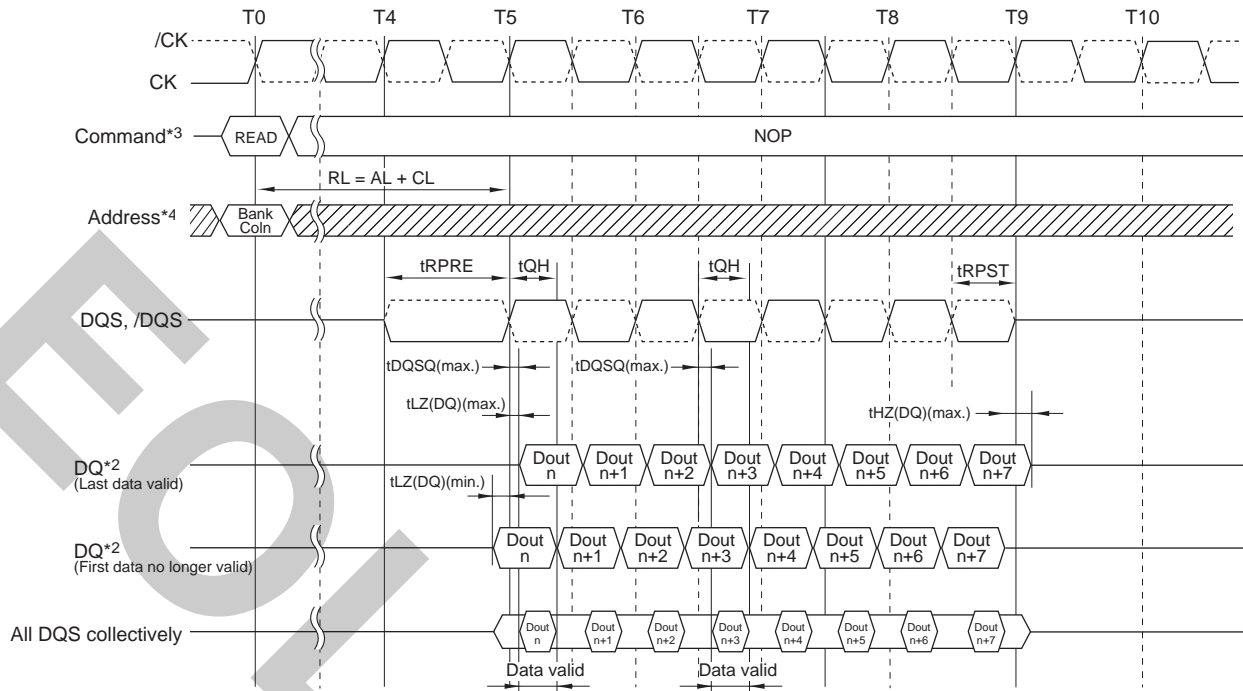 T0 T4 T5 T6 T7 T8 T9 T10
/CK
CK
Command*3 READ NOP
RL = AL + CL
Address*4 Bank
Coln
tRPRE tQH tQH tRPST
DQS, /DQS
tDQSQ(max.) tDQSQ(max.)
tLZ(DQ)(max.) tHZ(DQ)(max.)
DQ*2 Dout Dout Dout Dout Dout Dout Dout Dout
(Last data valid) n n+1 n+2 n+3 n+4 n+5 n+6 n+7
tLZ(DQ)(min.)
DQ*2 Dout Dout Dout Dout Dout Dout Dout Dout
(First data no longer valid) n n+1 n+2 n+3 n+4 n+5 n+6 n+7
All DQS collectively Dout Dout Dout Dout Dout Dout Dout Dout
n n+1 n+2 n+3 n+4 n+5 n+6 n+7
Data valid Data valid
EO